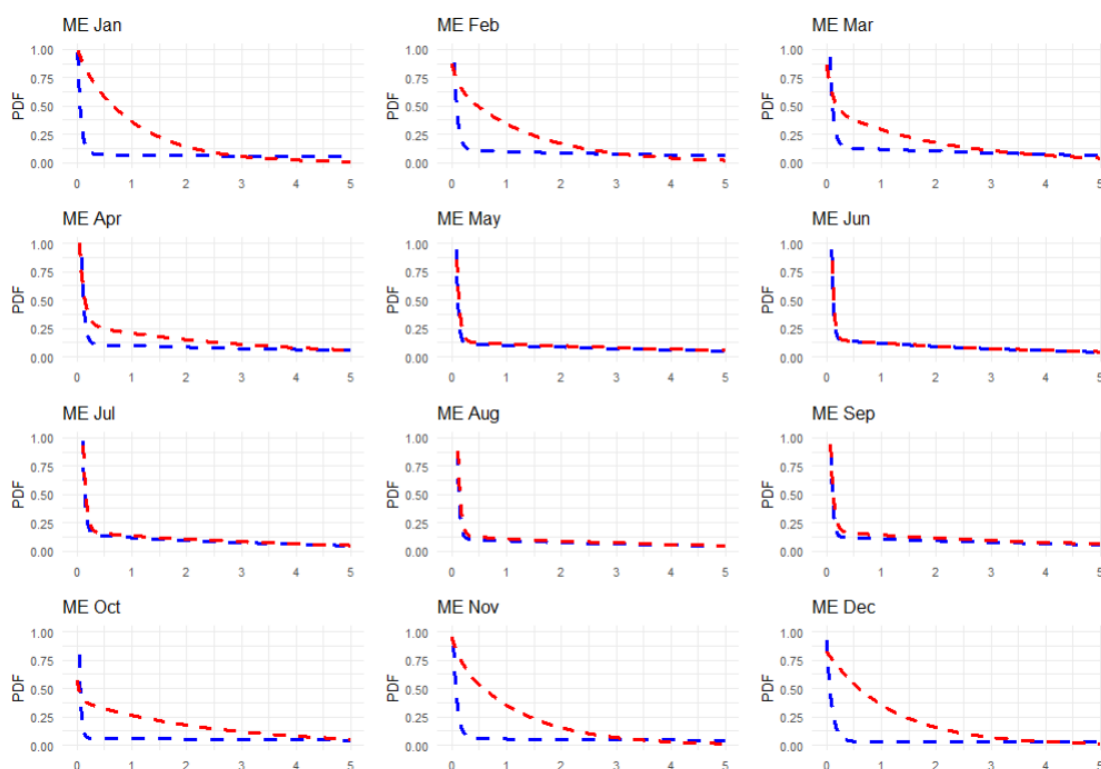 ME Jan
ME Feb
ME Mar
PDF
1.00
0.75
0.50
0.25
0.00
0 1 2 3 4 5
PDF
1.00
0.75
0.50
0.25
0.00
0 1 2 3 4 5
PDF
1.00
0.75
0.50
0.25
0.00
0 1 2 3 4 5
ME Apr
ME May
ME Jun
PDF
1.00
0.75
0.50
0.25
0.00
0 1 2 3 4 5
PDF
1.00
0.75
0.50
0.25
0.00
0 1 2 3 4 5
PDF
1.00
0.75
0.50
0.25
0.00
0 1 2 3 4 5
ME Jul
ME Aug
ME Sep
PDF
1.00
0.75
0.50
0.25
0.00
0 1 2 3 4 5
PDF
1.00
0.75
0.50
0.25
0.00
0 1 2 3 4 5
PDF
1.00
0.75
0.50
0.25
0.00
0 1 2 3 4 5
ME Oct
ME Nov
ME Dec
PDF
1.00
0.75
0.50
0.25
0.00
0 1 2 3 4 5
PDF
1.00
0.75
0.50
0.25
0.00
0 1 2 3 4 5
PDF
1.00
0.75
0.50
0.25
0.00
0 1 2 3 4 5